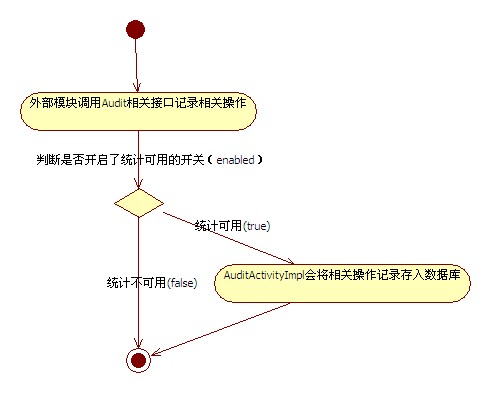 外部模块调用Audit相关接口记录相关操作
判断是否开启了统计可用的开关（enabled）
统计可用(true)
AuditActivityImpl会将相关操作记录存入数据库
统计不可用(false)